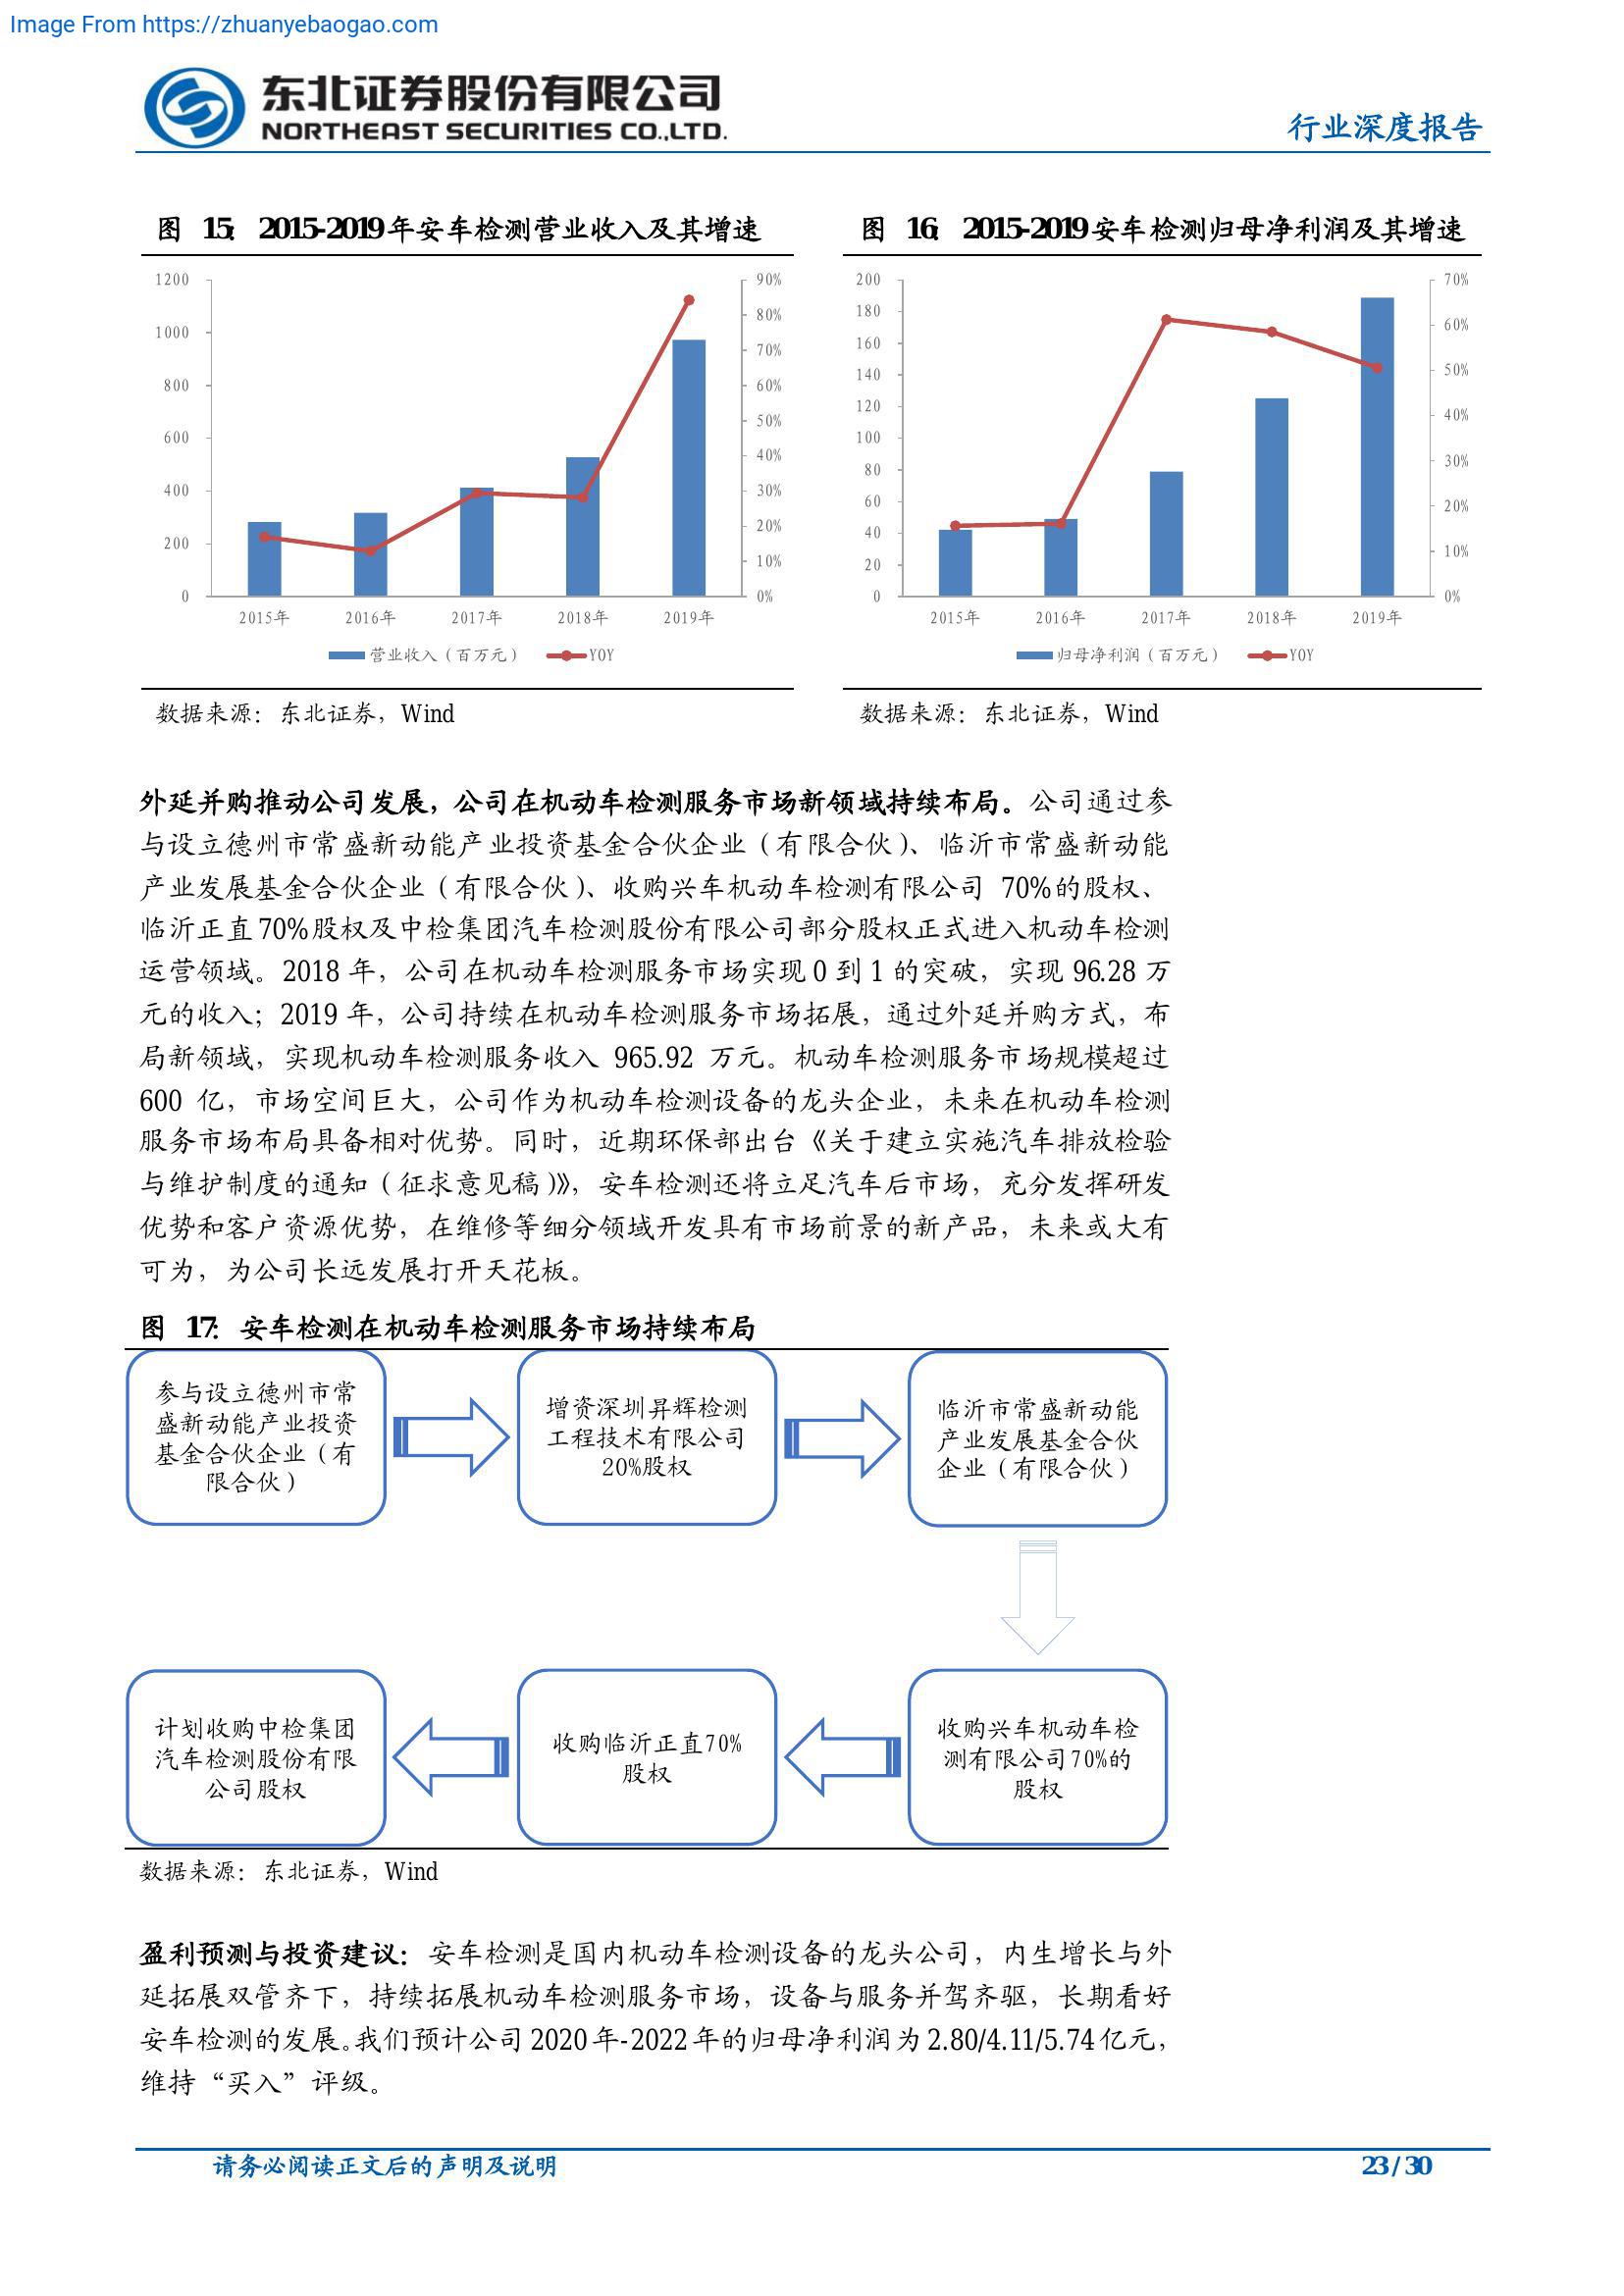 Image From https://zhuanyebaogao.com
东北证券股份有限公司
NORTHEAST SECURITIES CO.,LTD.
行业深度报告
图 15: 2015-2019年安车检测营业收入及其增速
1200
1000
800
600
400
200
0
90%
80%
70%
60%
50%
40%
30%
20%
10%
0%
2015年 2016年 2017年 2018年 2019年
营业收入（百万元） YOY
数据来源：东北证券，Wind
图 16: 2015-2019安车检测归母净利润及其增速
200
180
160
140
120
100
80
60
40
20
0
70%
60%
50%
40%
30%
20%
10%
0%
2015年 2016年 2017年 2018年 2019年
归母净利润（百万元） YOY
数据来源：东北证券，Wind
外延并购推动公司发展，公司在机动车检测服务市场新领域持续布局。公司通过参
与设立德州市常盛新动能产业投资基金合伙企业（有限合伙）、临沂市常盛新动能
产业发展基金合伙企业（有限合伙）、收购兴车机动车检测有限公司 70%的股权、
临沂正直70%股权及中检集团汽车检测股份有限公司部分股权正式进入机动车检测
运营领域。2018 年，公司在机动车检测服务市场实现0 到1 的突破，实现 96.28 万
元的收入；2019 年，公司持续在机动车检测服务市场拓展，通过外延并购方式，布
局新领域，实现机动车检测服务收入 965.92 万元。机动车检测服务市场规模超过
600 亿，市场空间巨大，公司作为机动车检测设备的龙头企业，未来在机动车检测
服务市场布局具备相对优势。同时，近期环保部出台《关于建立实施汽车排放检验
与维护制度的通知（征求意见稿）》，安车检测还将立足汽车后市场，充分发挥研发
优势和客户资源优势，在维修等细分领域开发具有市场前景的新产品，未来或大有
可为，为公司长远发展打开天花板。
图 17: 安车检测在机动车检测服务市场持续布局
参与设立德州市常
盛新动能产业投资
基金合伙企业（有
限合伙）
增资深圳昇辉检测
工程技术有限公司
20%股权
临沂市常盛新动能
产业发展基金合伙
企业（有限合伙）
收购兴车机动车检
测有限公司70%的
股权
收购临沂正直70%
股权
计划收购中检集团
汽车检测股份有限
公司股权
数据来源：东北证券，Wind
盈利预测与投资建议：安车检测是国内机动车检测设备的龙头公司，内生增长与外
延拓展双管齐下，持续拓展机动车检测服务市场，设备与服务并驾齐驱，长期看好
安车检测的发展。我们预计公司2020年-2022年的归母净利润为2.80/4.11/5.74亿元，
维持“买入”评级。
请务必阅读正文后的声明及说明
23 / 30